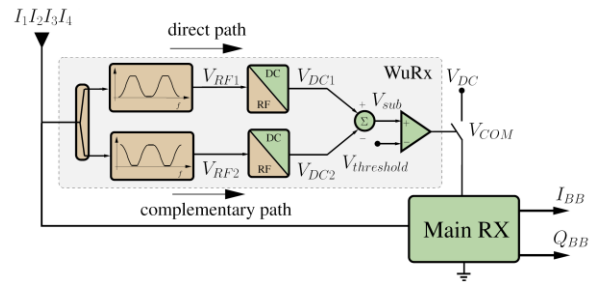 I1I2I3I4
direct path
WuRx
VRF1
DC
RF
VDC1
VDC
f
+
Σ
−
Vsub
+
−
VCOM
Vthreshold
VRF2
DC
RF
VDC2
f
complementary path
Main RX
IBB
QBB